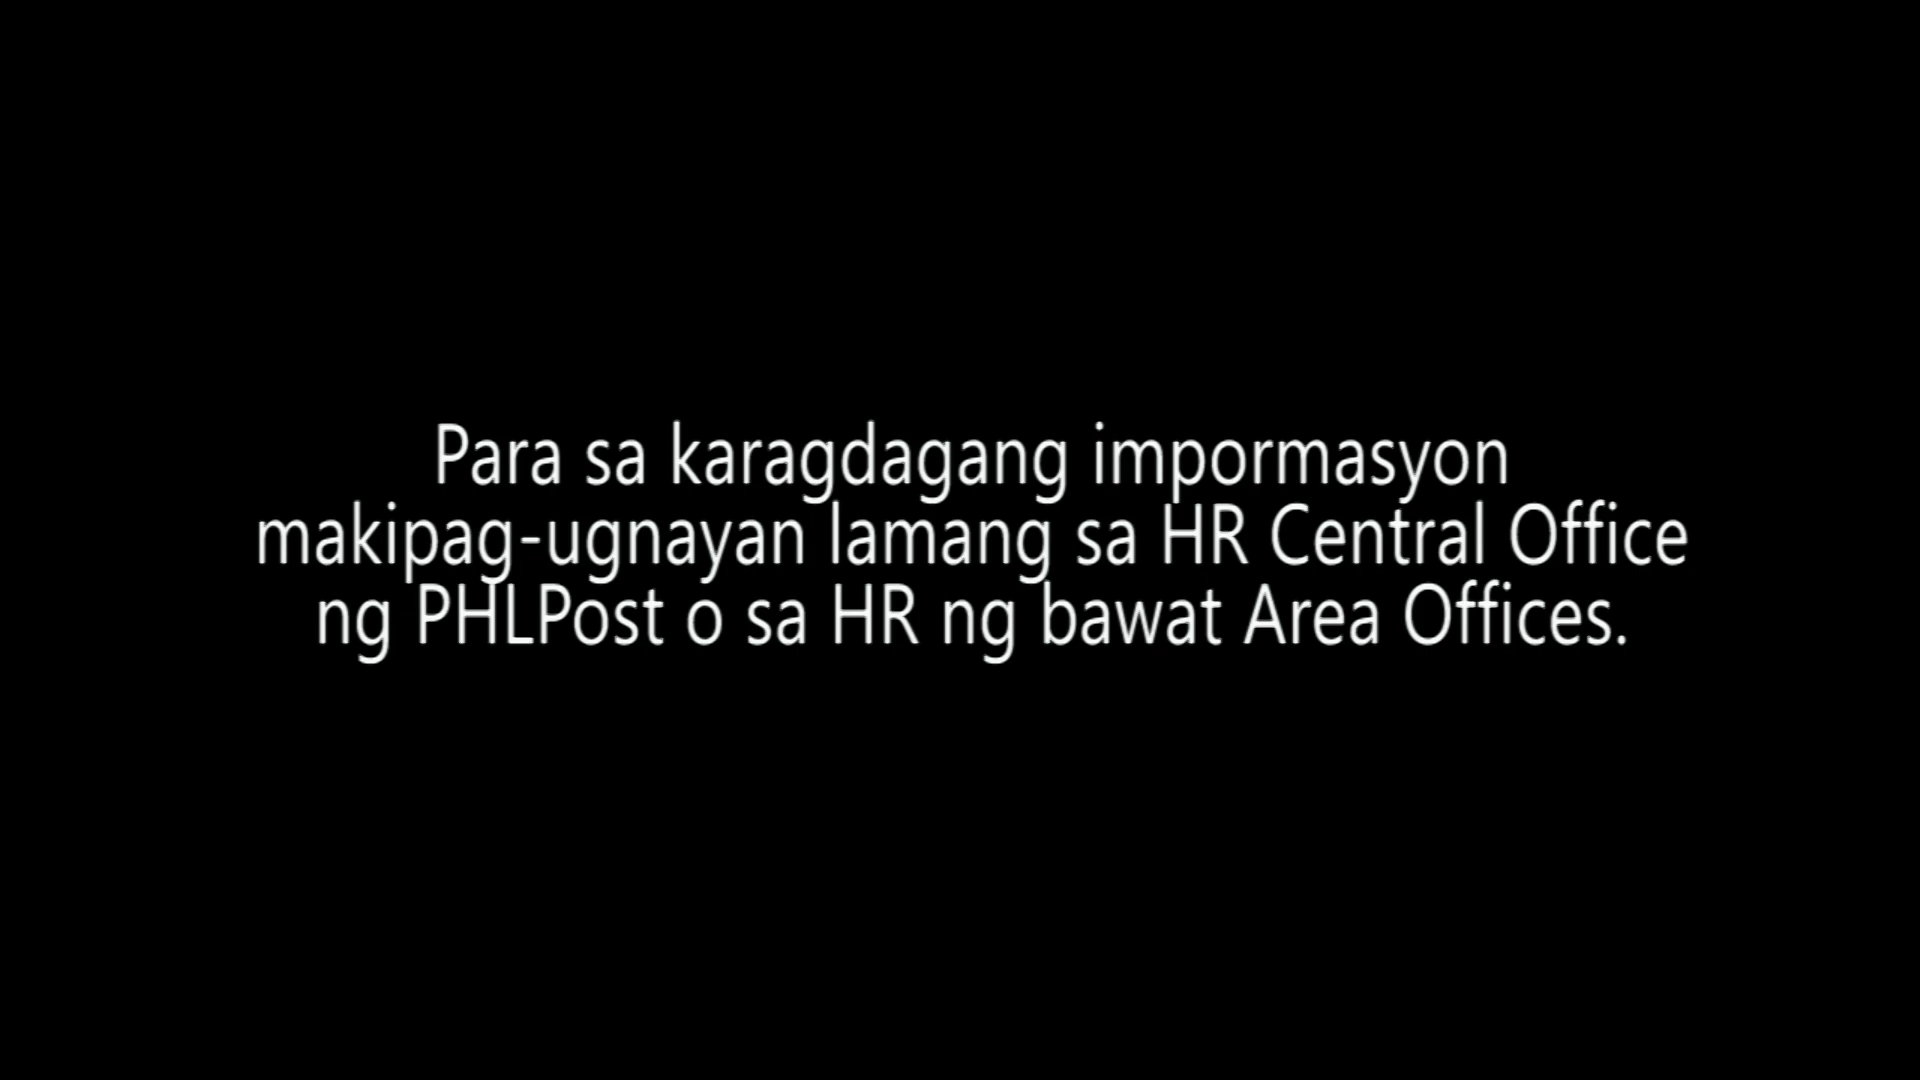 Para sa karagdagang impormasyon
makipag-ugnayan lamang sa HR Central Office
ng PHLPost o sa HR ng bawat Area Offices.